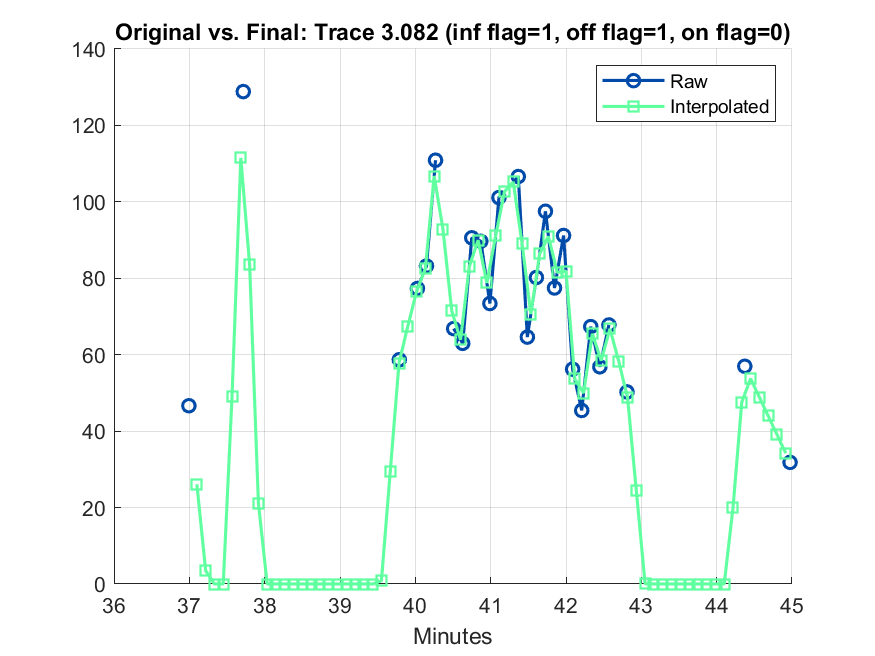 Original vs. Final: Trace 3.082 (inf flag=1, off flag=1, on flag=0)
140
120
100
80
60
40
20
0
Raw
Interpolated
36 37 38 39 40 41 42 43 44 45
Minutes